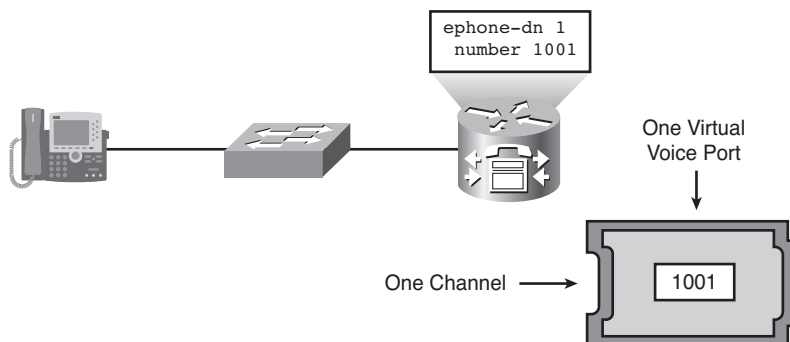 ephone-dn 1
number 1001
One Virtual
Voice Port
One Channel
1001